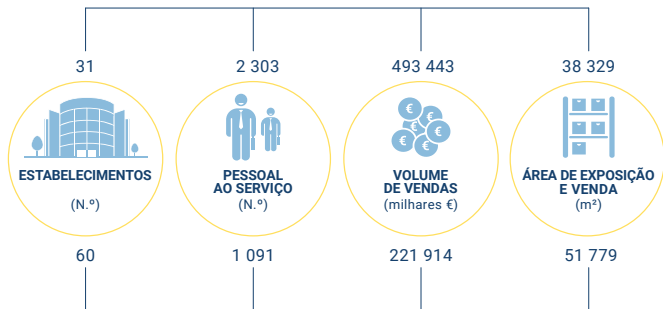 31
2 303
493 443
38 329
€
€
€
€
€
€
ESTABELECIMENTOS
(N.º)
PESSOAL
AO SERVIÇO
(N.º)
VOLUME
DE VENDAS
(milhares €)
ÁREA DE EXPOSIÇÃO
E VENDA
(m²)
60
1 091
221 914
51 779